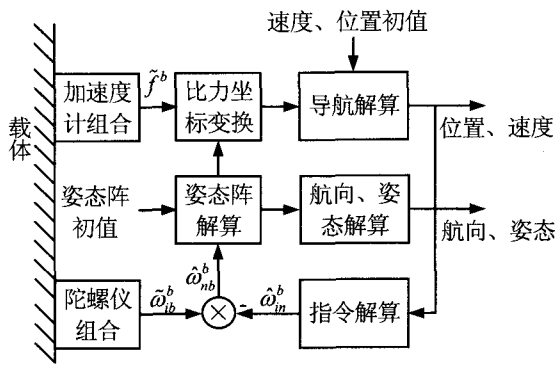 速度、位置初值
加速度
计组合
f̃ᵇ
比力坐
标变换
导航解算
位置、速度
载体
姿态阵
初值
姿态阵
解算
航向、姿
态解算
航向、姿态
ω̂ᵇₙb
陀螺仪
组合
ω̃ᵇᵢb
×
-
ω̂ᵇᵢₙ
指令解算